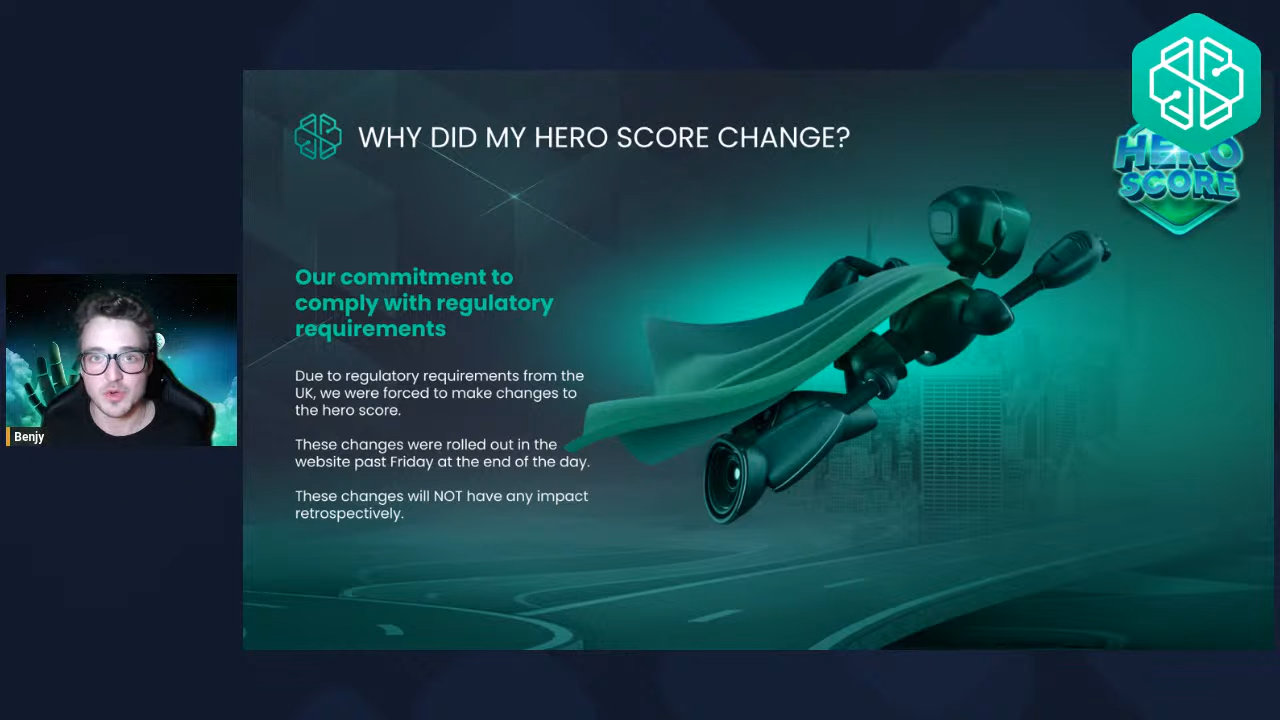 WHY DID MY HERO SCORE CHANGE?
HERO
SCORE
Our commitment to
comply with regulatory
requirements
Due to regulatory requirements from the
UK, we were forced to make changes to
the hero score.
These changes were rolled out in the
website past Friday at the end of the day.
These changes will NOT have any impact
retrospectively.
Benjy